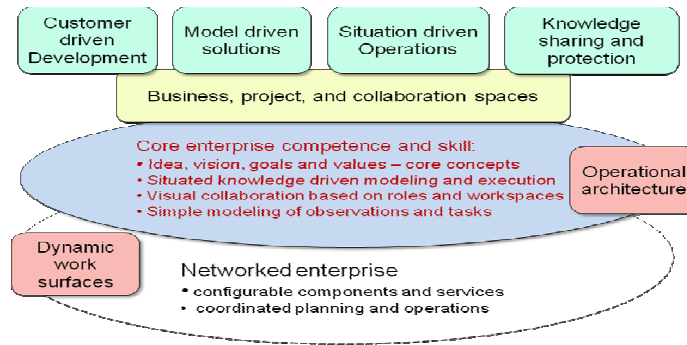 Customer
driven
Development
Model driven
solutions
Situation driven
Operations
Knowledge
sharing and
protection
Business, project, and collaboration spaces
Core enterprise competence and skill:
• Idea, vision, goals and values – core concepts
• Situated knowledge driven modeling and execution
• Visual collaboration based on roles and workspaces
• Simple modeling of observations and tasks
Operational
architecture
Dynamic
work
surfaces
Networked enterprise
• configurable components and services
• coordinated planning and operations